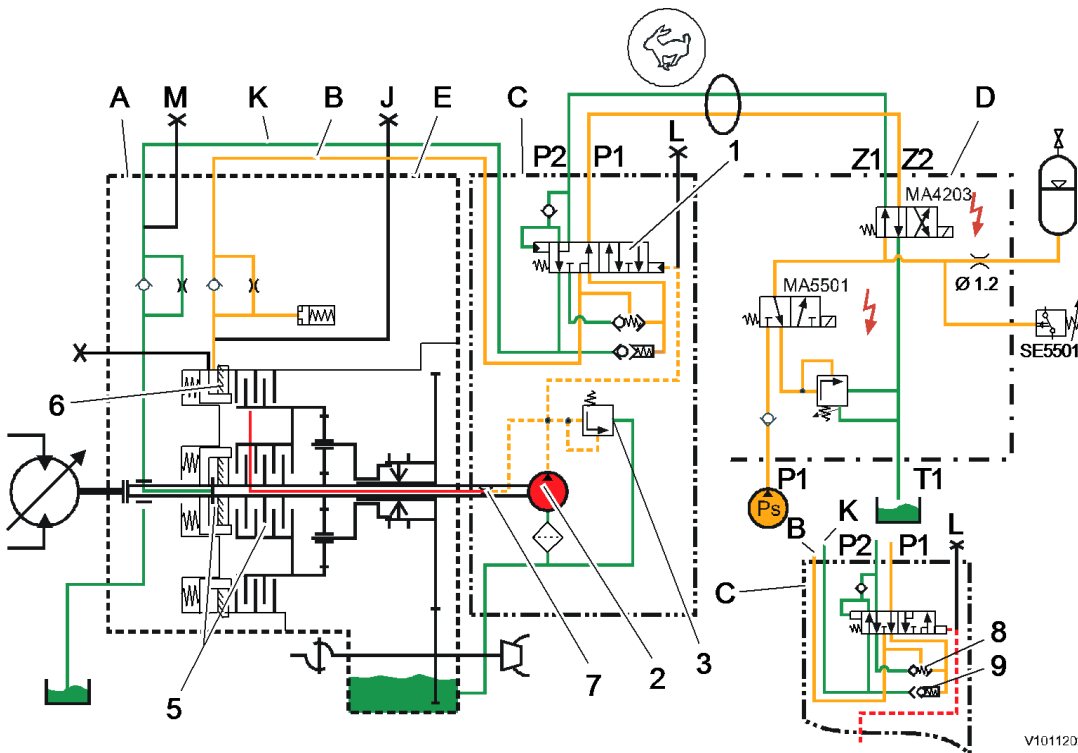 A M K B J E C D
L
P2 P1 1 Z1 Z2
MA4203
MA5501
Ø 1.2
SE5501
6
P1 T1
Ps
B K
P2 P1 L
C
8
9
5 7 2 3
V101120